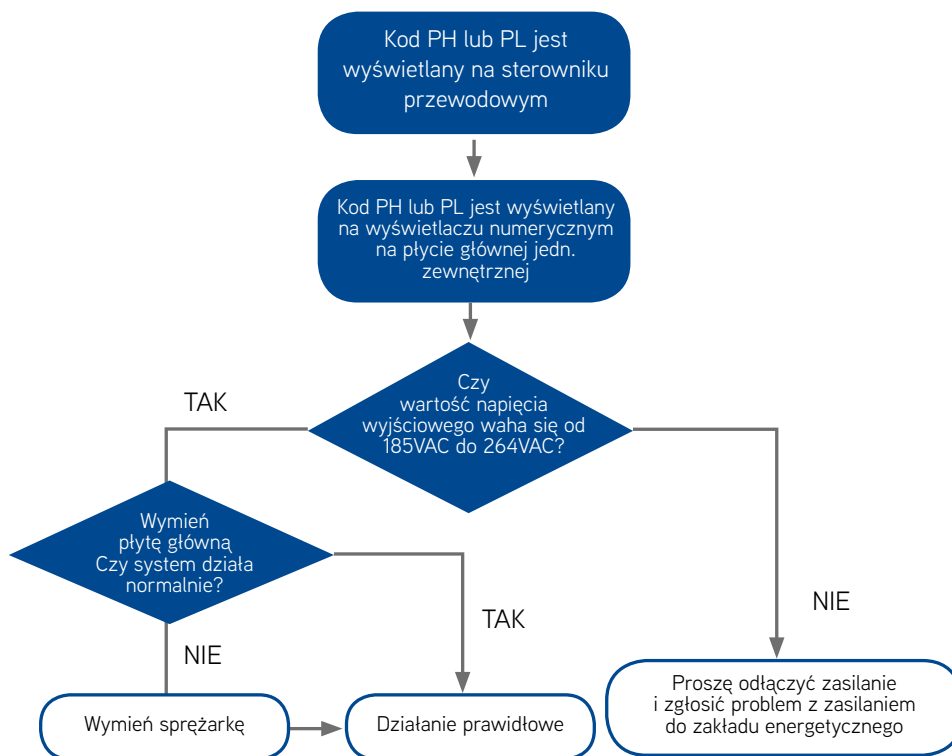 Kod PH lub PL jest
wyświetlany na sterowniku
przewodowym
Kod PH lub PL jest wyświetlany
na wyświetlaczu numerycznym
na płycie głównej jedn.
zewnętrznej
Czy
wartość napięcia
wyjściowego waha się od
185VAC do 264VAC?
TAK
Wymień
płytę główną
Czy system działa
normalnie?
NIE
TAK
NIE
Wymień sprężarkę
Działanie prawidłowe
Proszę odłączyć zasilanie
i zgłosić problem z zasilaniem
do zakładu energetycznego